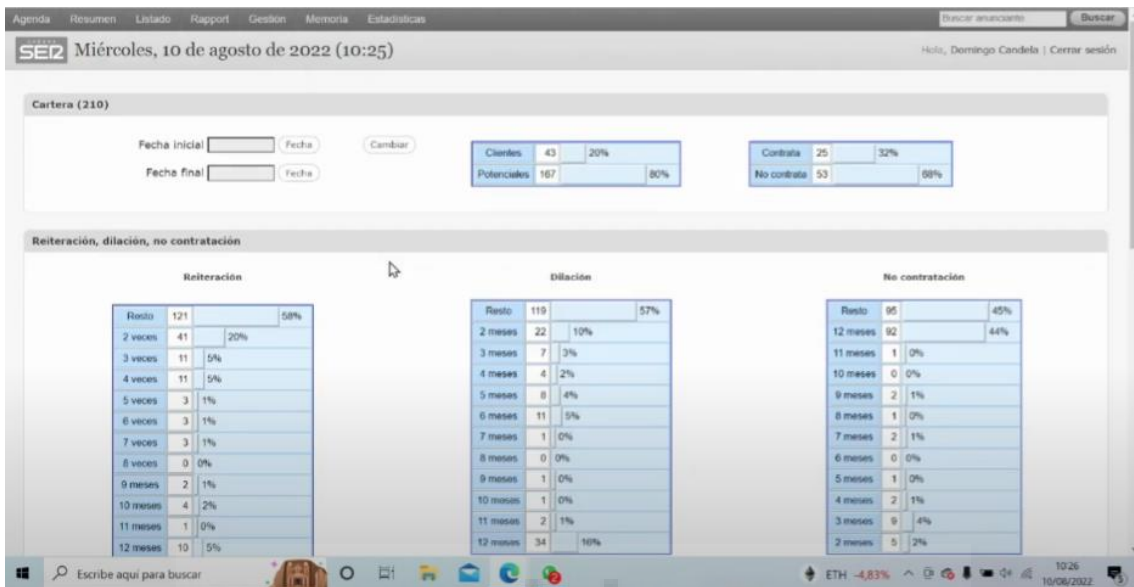 Agenda Resumen Listado Rapport Gestion Memoria Estadísticas Buscar anunciante Buscar
SER Miércoles, 10 de agosto de 2022 (10:25) Hola, Domingo Candela | Cerrar sesión
Cartera (210)
Fecha inicial Fecha Cambiar
Fecha final Fecha
Clientes 43 20%
Potenciales 167 80%
Contrata 25 32%
No contrata 53 68%
Reiteración, dilación, no contratación
Reiteración
Resto 121 58%
2 veces 41 20%
3 veces 11 5%
4 veces 11 5%
5 veces 3 1%
6 veces 3 1%
7 veces 3 1%
8 veces 0 0%
9 meses 2 1%
10 meses 4 2%
11 meses 1 0%
12 meses 10 5%
Dilación
Resto 119 57%
2 meses 22 10%
3 meses 7 3%
4 meses 4 2%
5 meses 8 4%
6 meses 11 5%
7 meses 1 0%
8 meses 0 0%
9 meses 1 0%
10 meses 1 0%
11 meses 2 1%
12 meses 34 16%
No contratación
Resto 95 45%
12 meses 92 44%
11 meses 1 0%
10 meses 0 0%
9 meses 2 1%
8 meses 1 0%
7 meses 2 1%
6 meses 0 0%
5 meses 1 0%
4 meses 2 1%
3 meses 9 4%
2 meses 5 2%
Escribe aquí para buscar ETH -4,83% 10:26
10/08/2022